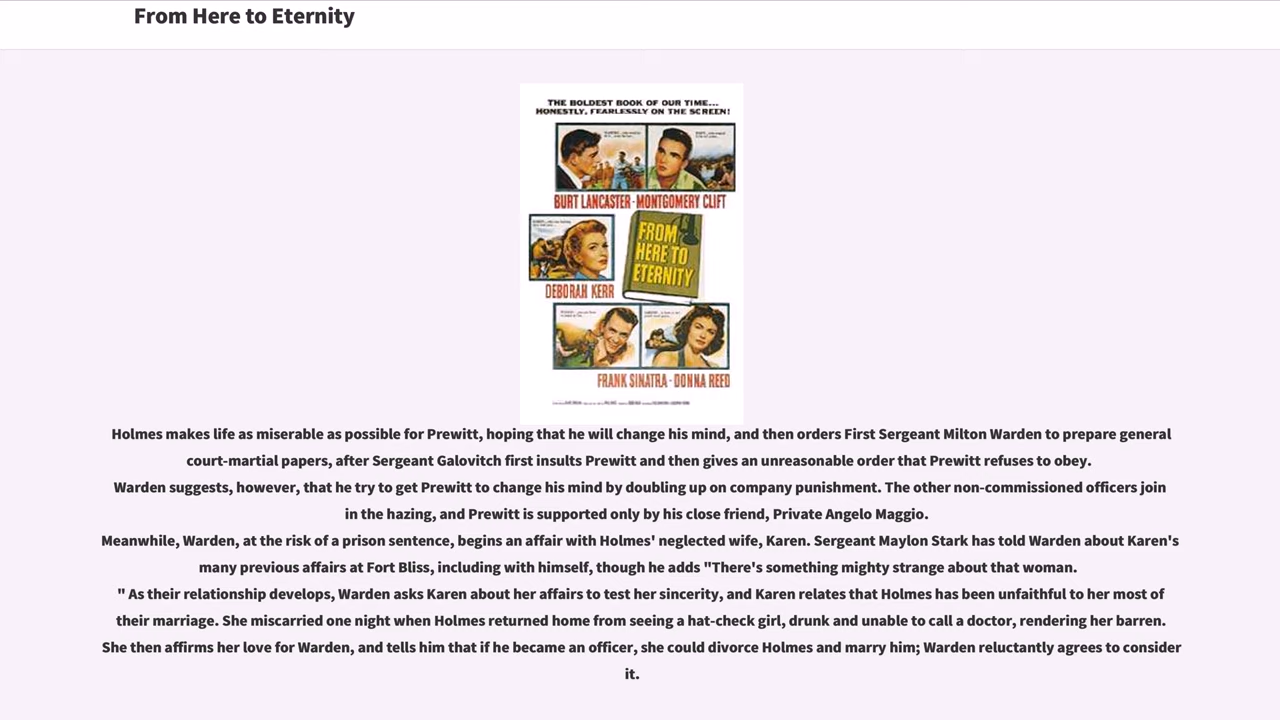 From Here to Eternity
THE BOLDEST BOOK OF OUR TIME...
HONESTLY, FEARLESSLY ON THE SCREEN!
BURT LANCASTER · MONTGOMERY CLIFT
FROM
HERE TO
ETERNITY
DEBORAH KERR
FRANK SINATRA · DONNA REED
Holmes makes life as miserable as possible for Prewitt, hoping that he will change his mind, and then orders First Sergeant Milton Warden to prepare general
court-martial papers, after Sergeant Galovitch first insults Prewitt and then gives an unreasonable order that Prewitt refuses to obey.
Warden suggests, however, that he try to get Prewitt to change his mind by doubling up on company punishment. The other non-commissioned officers join
in the hazing, and Prewitt is supported only by his close friend, Private Angelo Maggio.
Meanwhile, Warden, at the risk of a prison sentence, begins an affair with Holmes' neglected wife, Karen. Sergeant Maylon Stark has told Warden about Karen's
many previous affairs at Fort Bliss, including with himself, though he adds "There's something mighty strange about that woman.
" As their relationship develops, Warden asks Karen about her affairs to test her sincerity, and Karen relates that Holmes has been unfaithful to her most of
their marriage. She miscarried one night when Holmes returned home from seeing a hat-check girl, drunk and unable to call a doctor, rendering her barren.
She then affirms her love for Warden, and tells him that if he became an officer, she could divorce Holmes and marry him; Warden reluctantly agrees to consider
it.